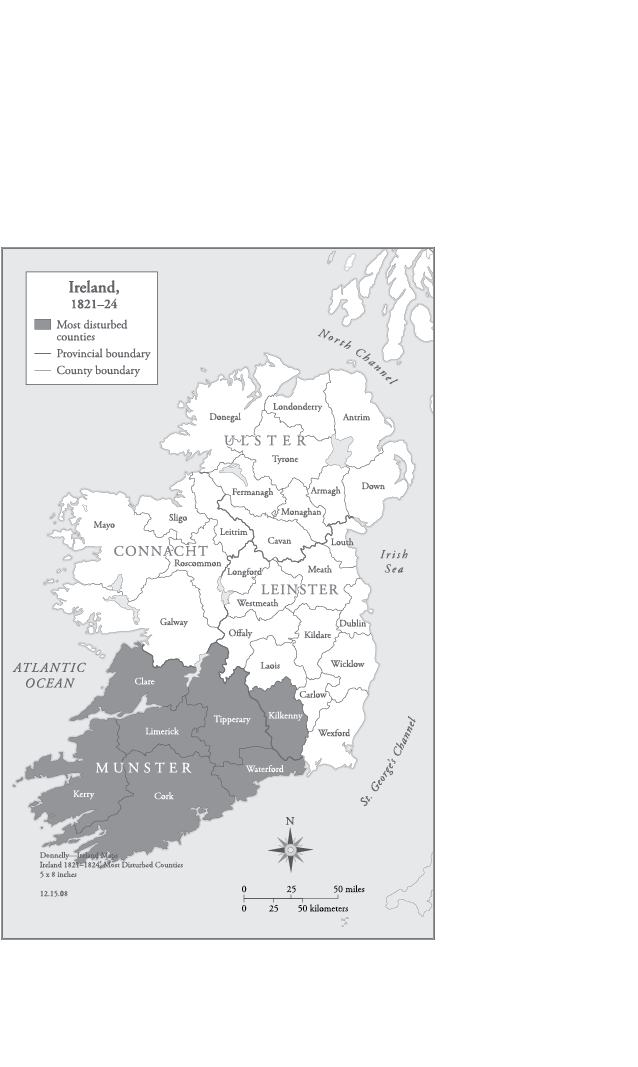 Ireland,
1821–24
Most disturbed
counties
Provincial boundary
County boundary
North Channel
Donegal
Londonderry
Antrim
ULSTER
Tyrone
Fermanagh
Armagh
Down
Monaghan
Mayo
Sligo
Leitrim
Cavan
Louth
CONNACHT
Roscommon
Longford
Meath
Irish
Sea
LEINSTER
Westmeath
Galway
Offaly
Kildare
Dublin
Laois
Wicklow
ATLANTIC
OCEAN
Clare
Carlow
Tipperary
Kilkenny
Limerick
Wexford
MUNSTER
Waterford
Kerry
Cork
St. George's Channel
Donnelly—Ireland Maps
Ireland 1821–1824, Most Disturbed Counties
5 x 8 inches
12.15.08
N
0 25 50 miles
0 25 50 kilometers